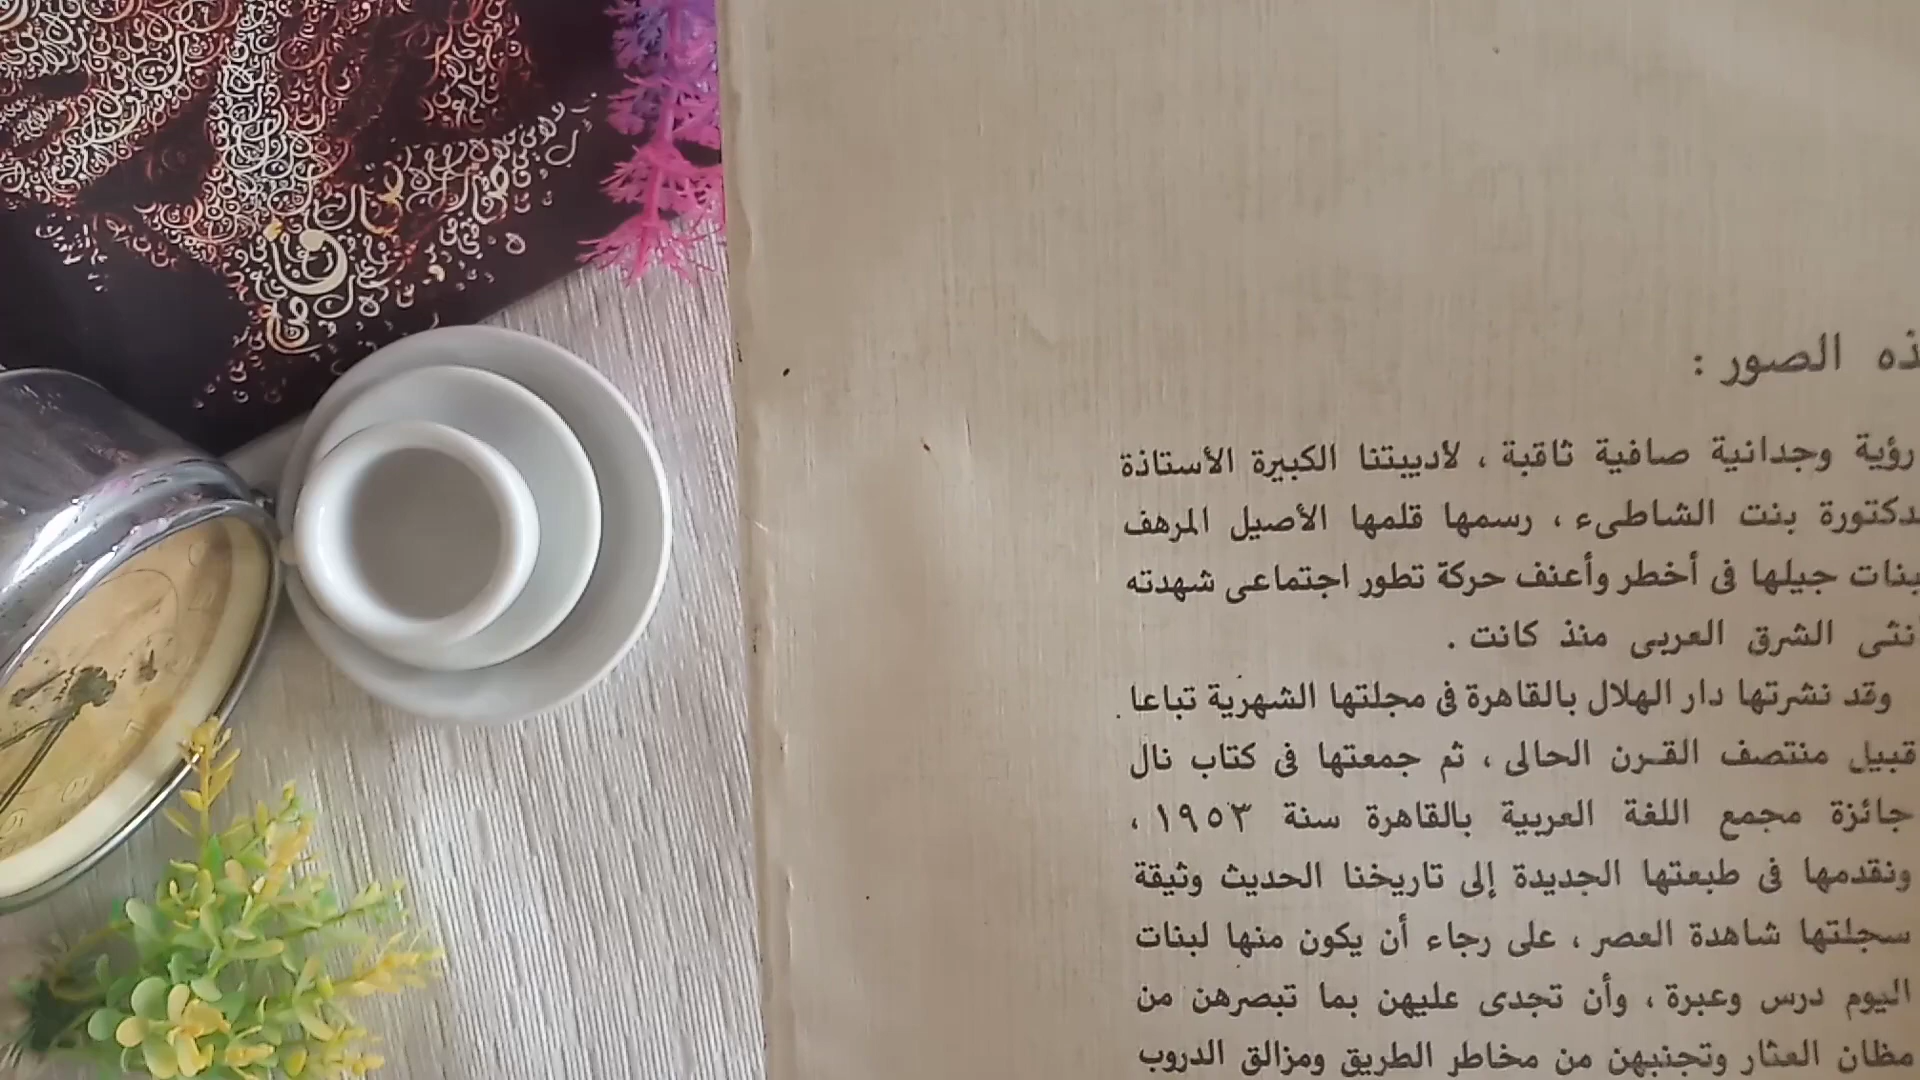 ذه الصور :
رؤية وجدانية صافية ثاقبة ، لأديبتنا الكبيرة الأستاذة
دكتورة بنت الشاطىء ، رسمها قلمها الأصيل المرهف
بنات جيلها فى أخطر وأعنف حركة تطور اجتماعى شهدته
نثى الشرق العربى منذ كانت .
وقد نشرتها دار الهلال بالقاهرة فى مجلتها الشهرية تباعا
قبيل منتصف القرن الحالى ، ثم جمعتها فى كتاب نال
جائزة مجمع اللغة العربية بالقاهرة سنة ١٩٥٣ ،
ونقدمها فى طبعتها الجديدة إلى تاريخنا الحديث وثيقة
سجلتها شاهدة العصر ، على رجاء أن يكون منها لبنات
اليوم درس وعبرة ، وأن تجدى عليهن بما تبصرهن من
مظان العثار وتجنبهن من مخاطر الطريق ومزالق الدروب